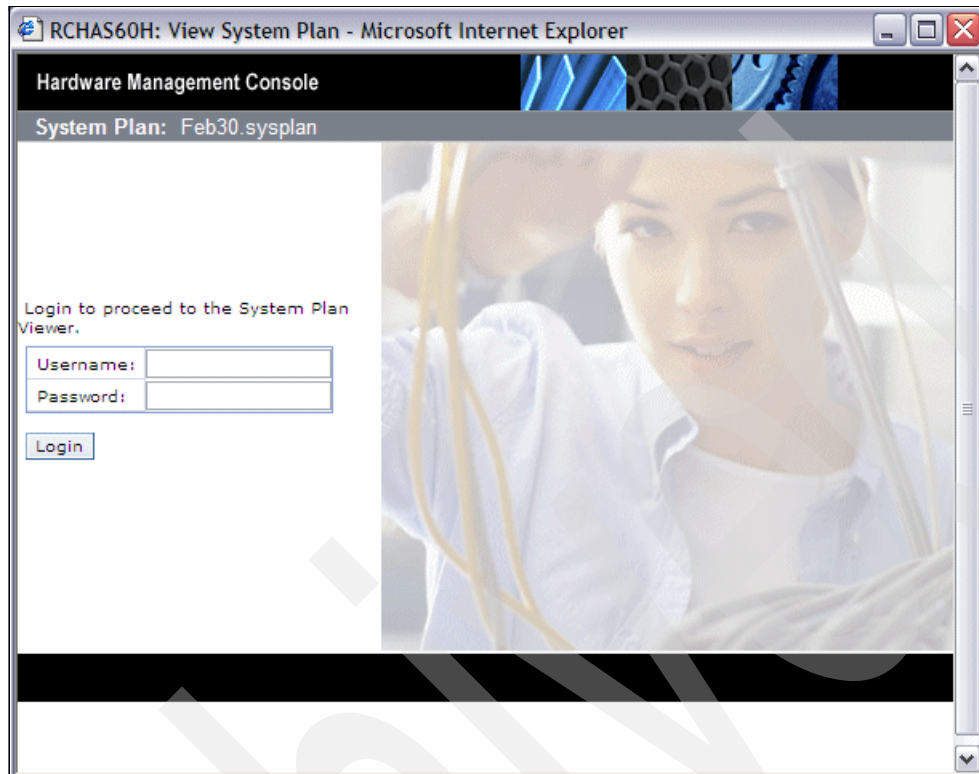 RCHAS60H: View System Plan - Microsoft Internet Explorer
Hardware Management Console
System Plan: Feb30.sysplan
Login to proceed to the System Plan
Viewer.
Username:
Password:
Login